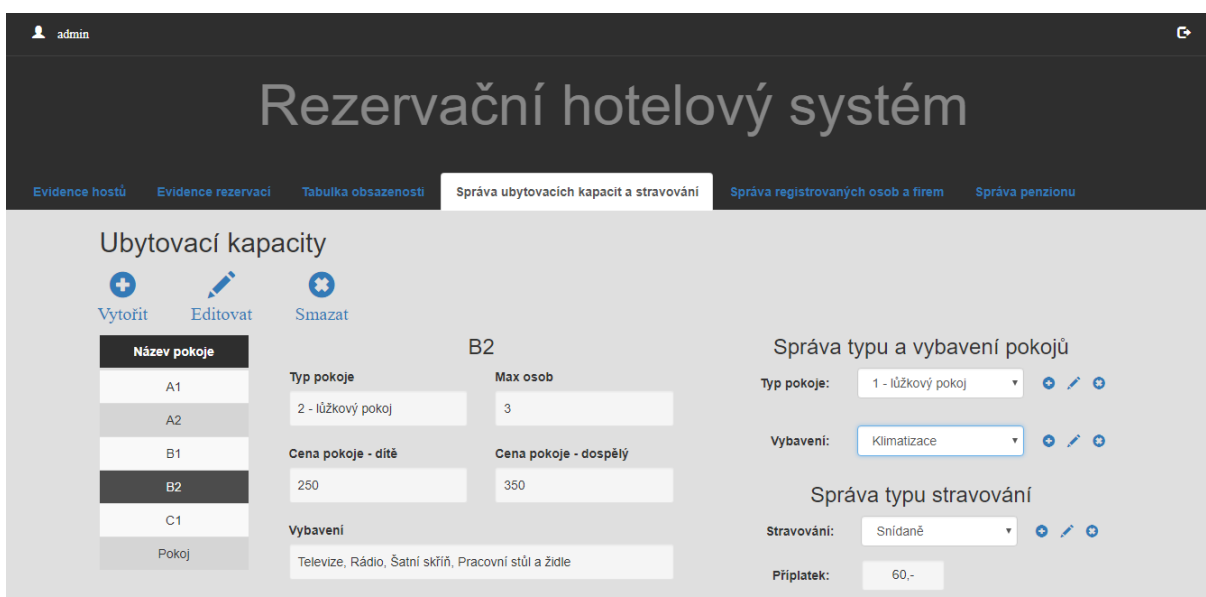 admin
Rezervační hotelový systém
Evidence hostů Evidence rezervací Tabulka obsazenosti Správa ubytovacích kapacit a stravování Správa registrovaných osob a firem Správa penzionu
Ubytovací kapacity
Vytořit Editovat Smazat
Název pokoje
A1
A2
B1
B2
C1
Pokoj
B2
Typ pokoje Max osob
2 - lůžkový pokoj 3
Cena pokoje - dítě Cena pokoje - dospělý
250 350
Vybavení
Televize, Rádio, Šatní skříň, Pracovní stůl a židle
Správa typu a vybavení pokojů
Typ pokoje: 1 - lůžkový pokoj
Vybavení: Klimatizace
Správa typu stravování
Stravování: Snídaně
Příplatek: 60,-